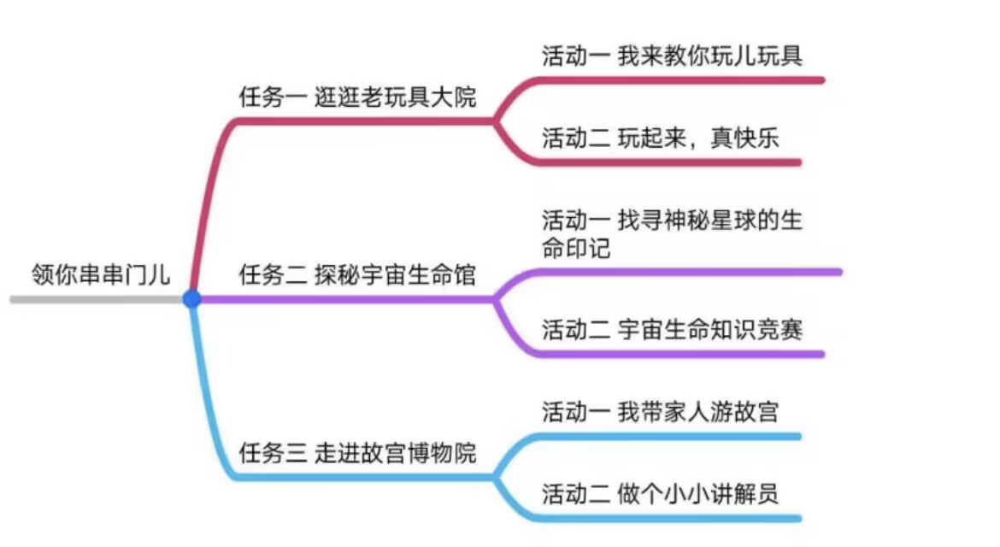 活动一 我来教你玩儿玩具
任务一 逛逛老玩具大院
活动二 玩起来，真快乐
活动一 找寻神秘星球的生
命印记
领你串串门儿
任务二 探秘宇宙生命馆
活动二 宇宙生命知识竞赛
活动一 我带家人游故宫
任务三 走进故宫博物院
活动二 做个小小讲解员